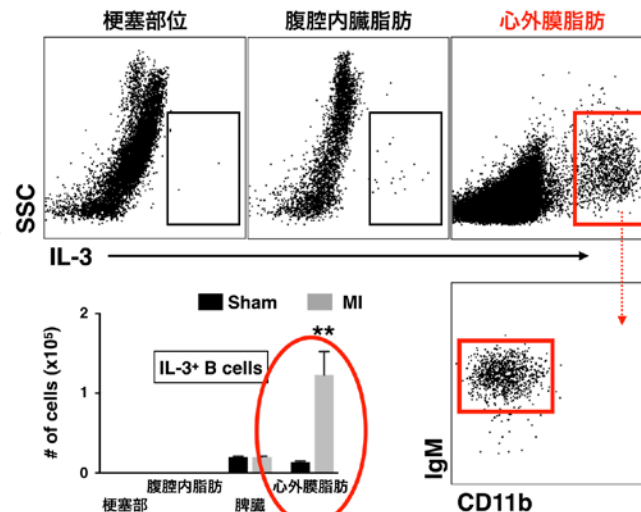 梗塞部位 腹腔内臓脂肪 心外膜脂肪
SSC
IL-3
Sham MI
2
**
IL-3+ B cells
1
# of cells (x10⁵)
0
腹腔内脂肪 心外膜脂肪
梗塞部 脾臓
IgM
CD11b